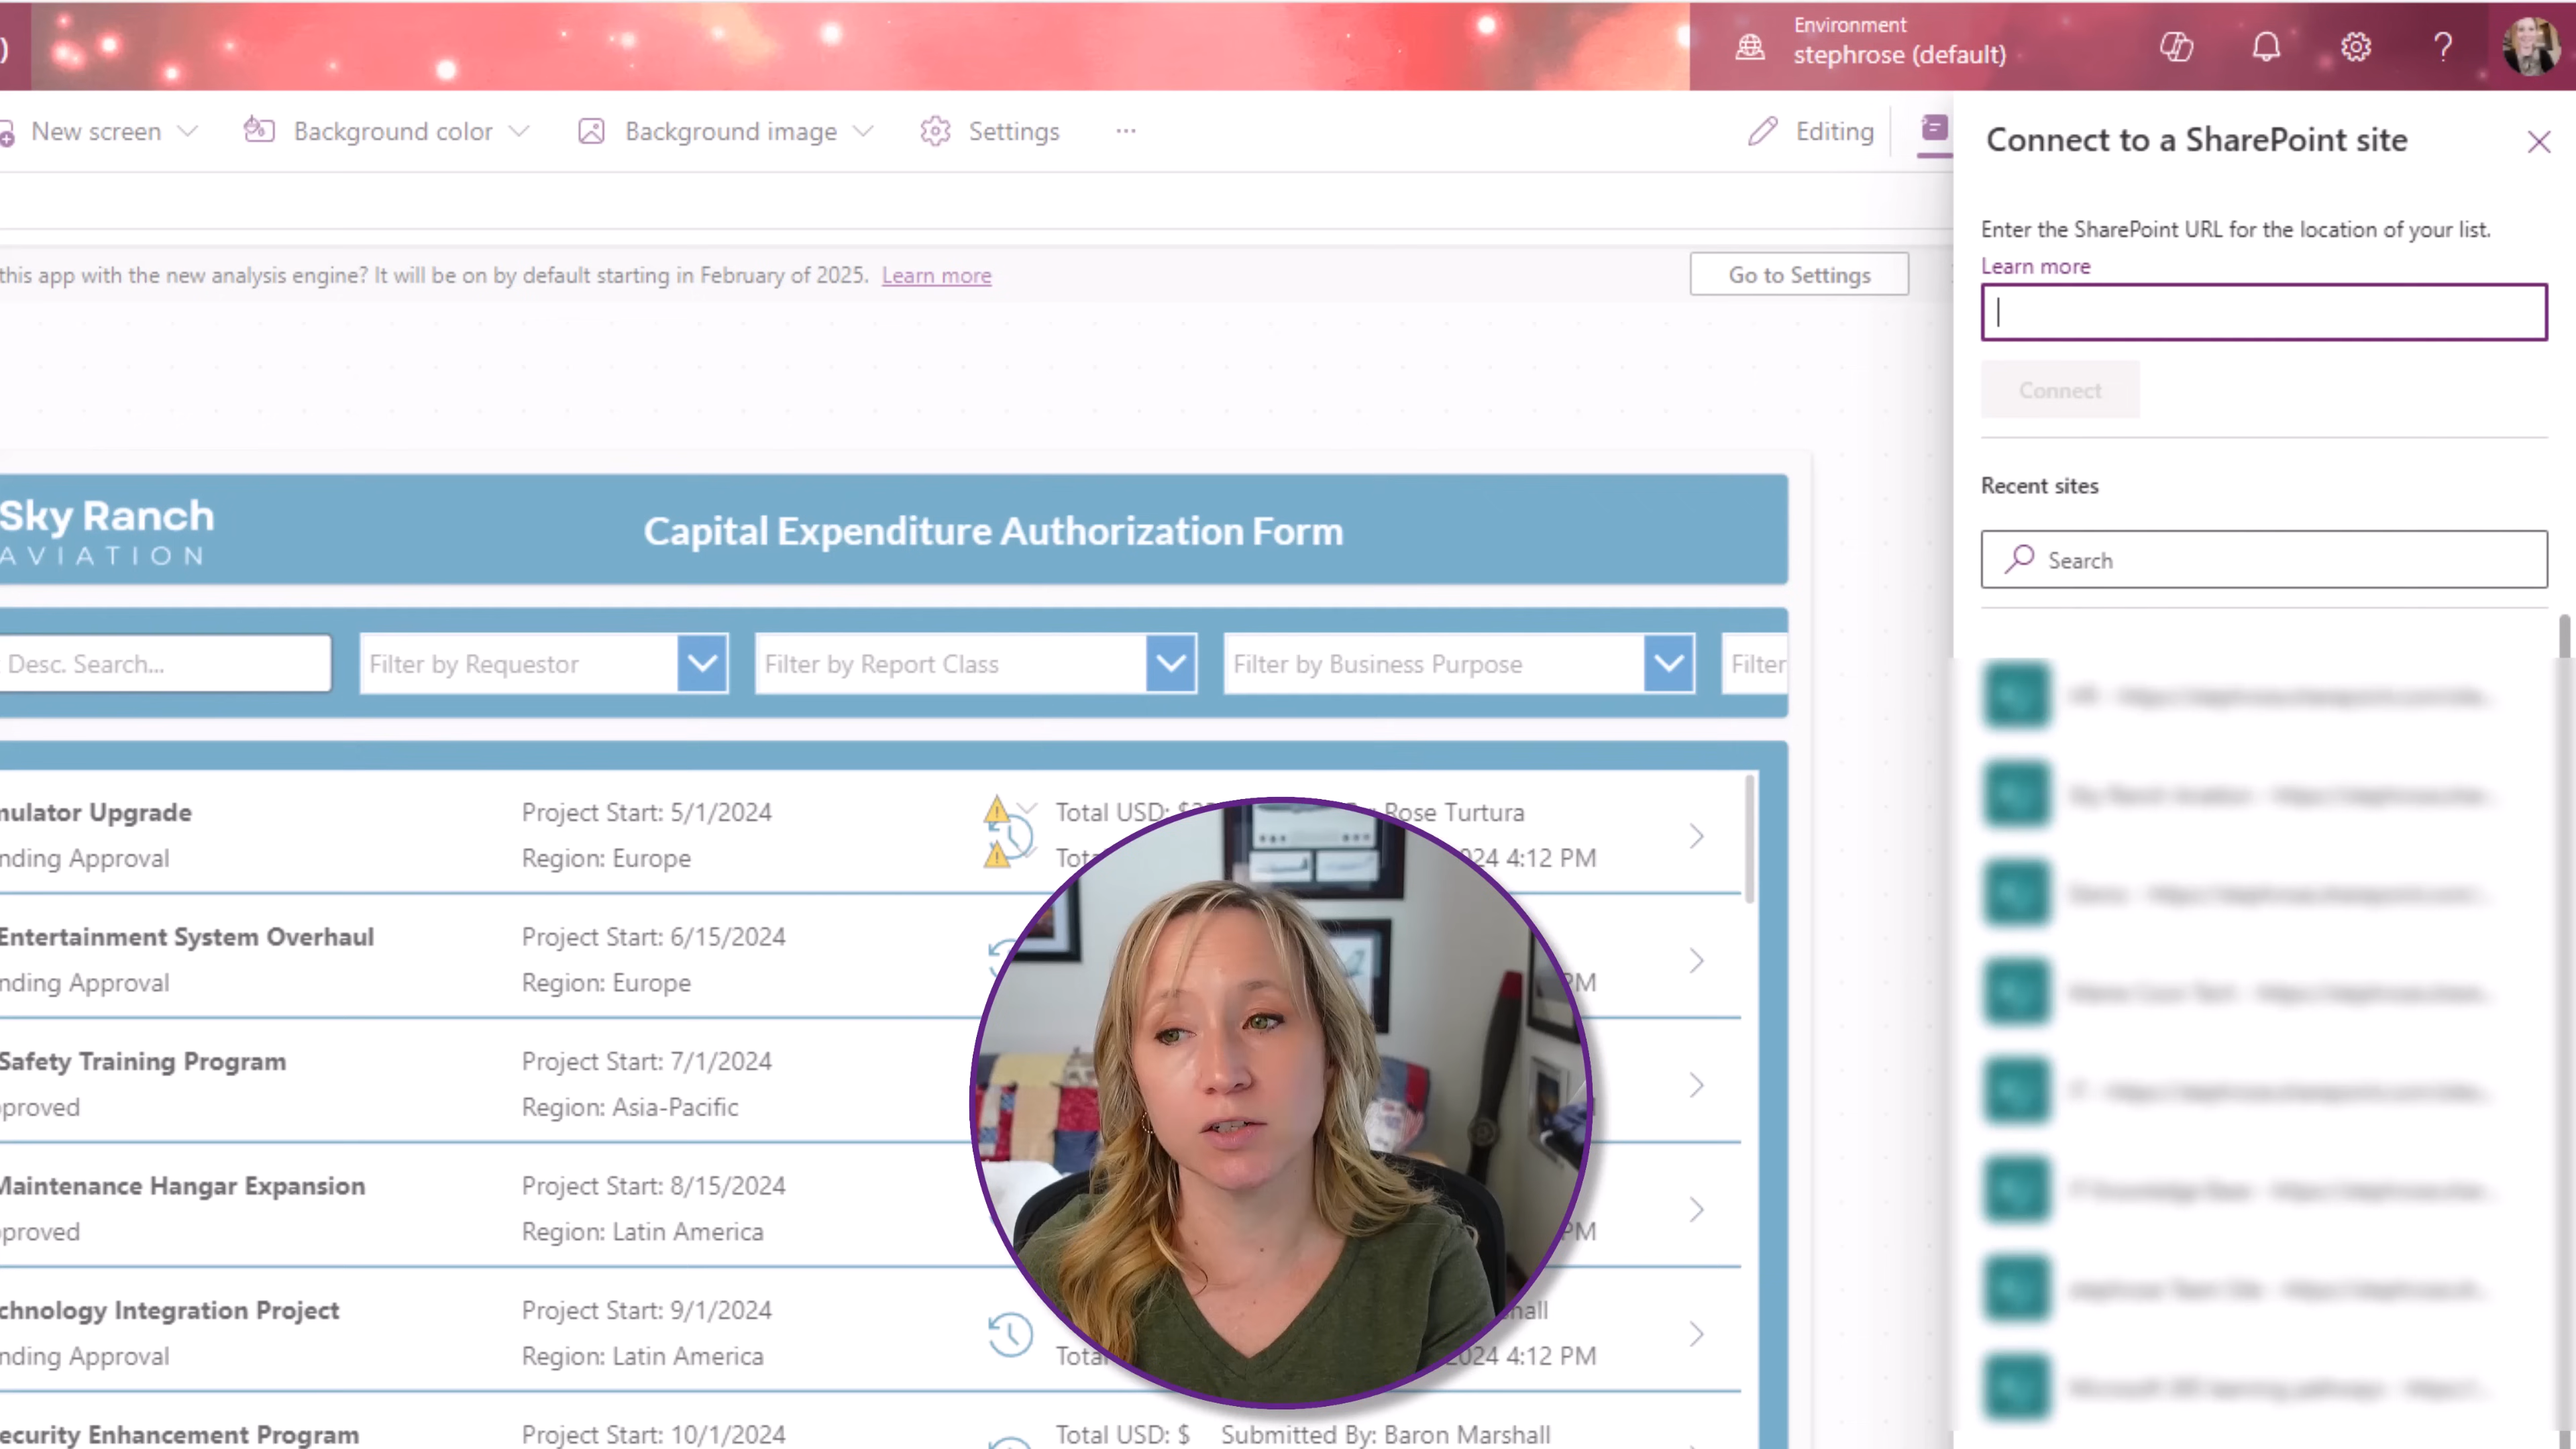 )
Environment
stephrose (default)
?
New screen
Background color
Background image
Settings
...
Editing
this app with the new analysis engine? It will be on by default starting in February of 2025. Learn more
Go to Settings
Connect to a SharePoint site
Enter the SharePoint URL for the location of your list.
Learn more
Connect
Recent sites
Search
Sky Ranch
AVIATION
Capital Expenditure Authorization Form
Desc. Search...
Filter by Requestor
Filter by Report Class
Filter by Business Purpose
Filter
mulator Upgrade
Project Start: 5/1/2024
Total USD:
Rose Turtura
nding Approval
Region: Europe
024 4:12 PM
Entertainment System Overhaul
Project Start: 6/15/2024
nding Approval
Region: Europe
PM
Safety Training Program
Project Start: 7/1/2024
proved
Region: Asia-Pacific
Maintenance Hangar Expansion
Project Start: 8/15/2024
proved
Region: Latin America
PM
chnology Integration Project
Project Start: 9/1/2024
hall
nding Approval
Region: Latin America
Total
2024 4:12 PM
ecurity Enhancement Program
Project Start: 10/1/2024
Total USD: $
Submitted By: Baron Marshall